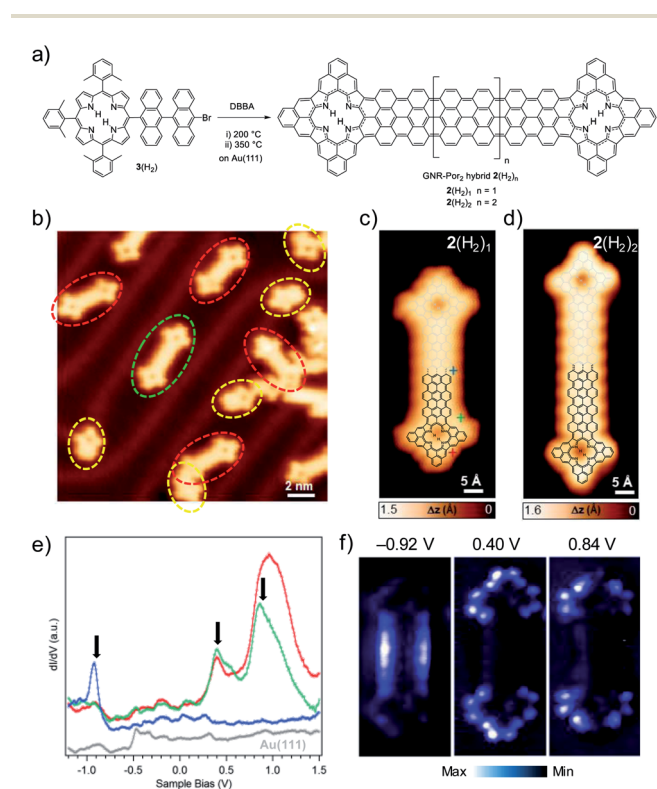 a)
DBBA
i) 200 °C
ii) 350 °C
on Au(111)
Br
N
H
N
H
N
N
3(H₂)
N
H
N
N
H
N
n
N
H
N
N
H
N
GNR-Por₂ hybrid 2(H₂)ₙ
2(H₂)₁ n = 1
2(H₂)₂ n = 2
b)
2 nm
c)
2(H₂)₁
5 Å
1.5 Δz (Å) 0
d)
2(H₂)₂
5 Å
1.6 Δz (Å) 0
e)
dI/dV (a.u.)
Au(111)
-1.0 -0.5 0.0 0.5 1.0 1.5
Sample Bias (V)
f)
–0.92 V 0.40 V 0.84 V
Max Min